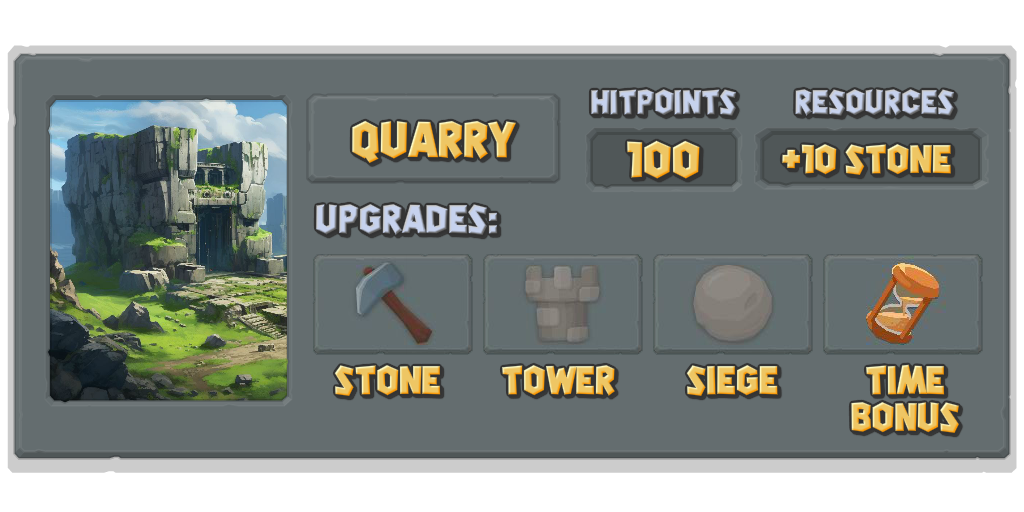 QUARRY
HITPOINTS
100
RESOURCES
+10 STONE
UPGRADES:
STONE
TOWER
SIEGE
TIME
BONUS